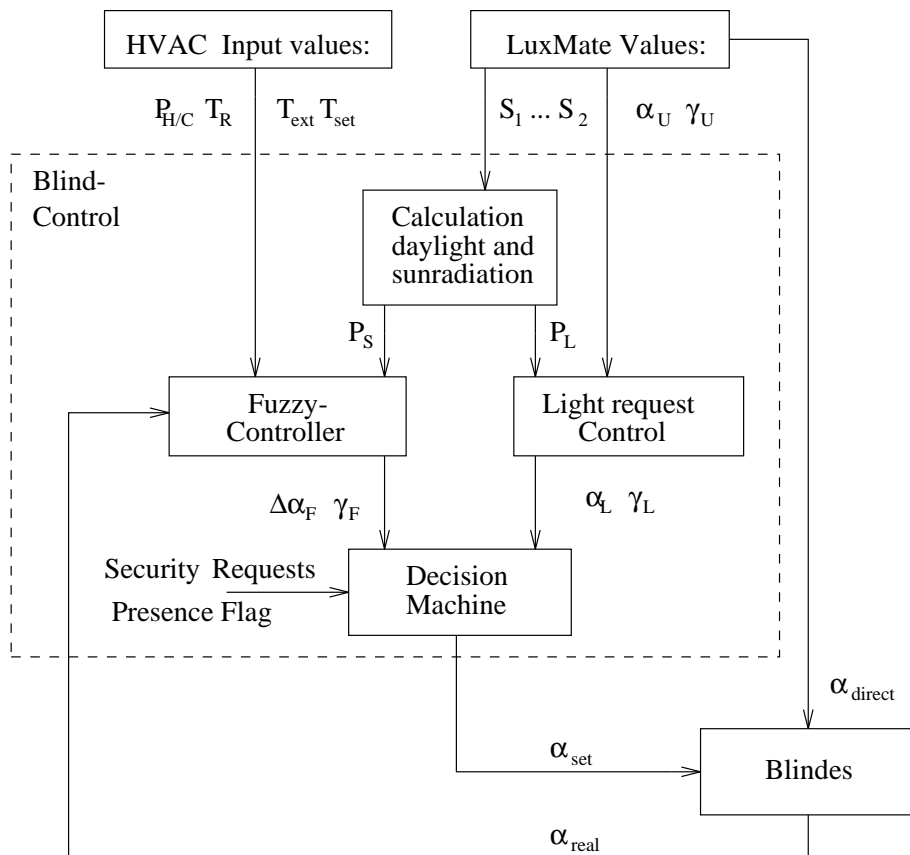 HVAC Input values:
LuxMate Values:
P_H/C T_R T_ext T_set
S_1 ... S_2 α_U γ_U
Blind-
Control
Calculation
daylight and
sunradiation
P_S P_L
Fuzzy-
Controller
Light request
Control
Δα_F γ_F α_L γ_L
Security Requests
Presence Flag
Decision
Machine
α_direct
α_set
Blindes
α_real